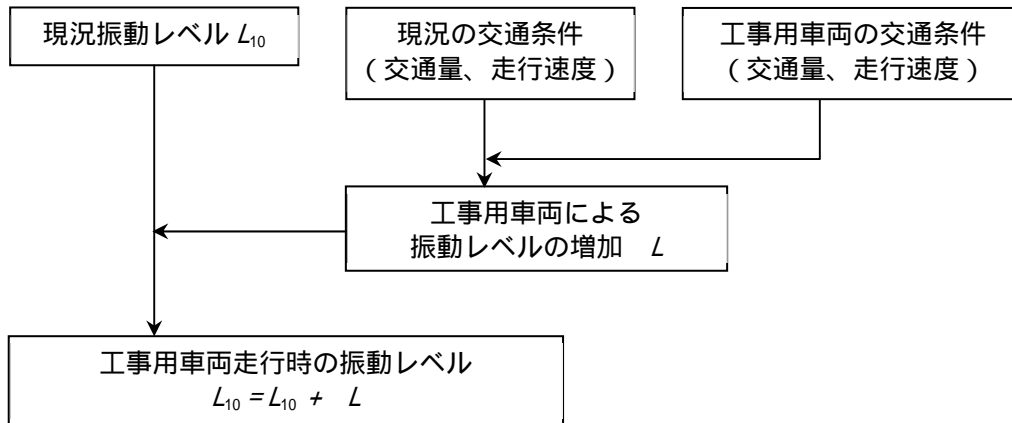 現況振動レベル L10
現況の交通条件
（交通量、走行速度）
工事用車両の交通条件
（交通量、走行速度）
工事用車両による
振動レベルの増加　L
工事用車両走行時の振動レベル
L10 = L10 +　L